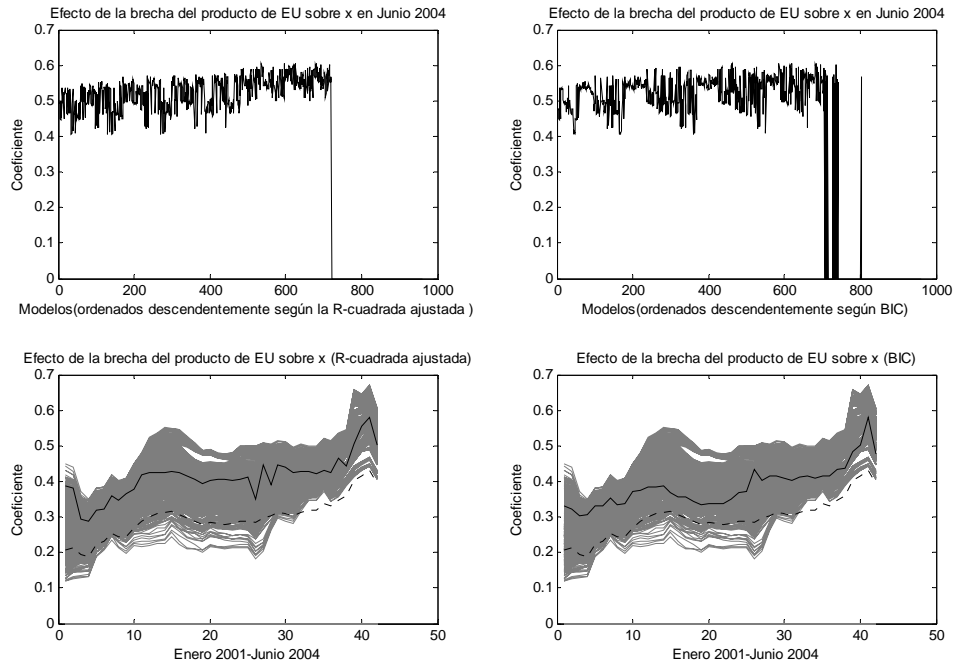 Efecto de la brecha del producto de EU sobre x en Junio 2004
0.7
0.6
0.5
0.4
0.3
0.2
0.1
0
Coeficiente
0 200 400 600 800 1000
Modelos(ordenados descendentemente según la R-cuadrada ajustada )
Efecto de la brecha del producto de EU sobre x en Junio 2004
0.7
0.6
0.5
0.4
0.3
0.2
0.1
0
Coeficiente
0 200 400 600 800 1000
Modelos(ordenados descendentemente según BIC)
Efecto de la brecha del producto de EU sobre x (R-cuadrada ajustada)
0.7
0.6
0.5
0.4
0.3
0.2
0.1
0
Coeficiente
0 10 20 30 40 50
Enero 2001-Junio 2004
Efecto de la brecha del producto de EU sobre x (BIC)
0.7
0.6
0.5
0.4
0.3
0.2
0.1
0
Coeficiente
0 10 20 30 40 50
Enero 2001-Junio 2004